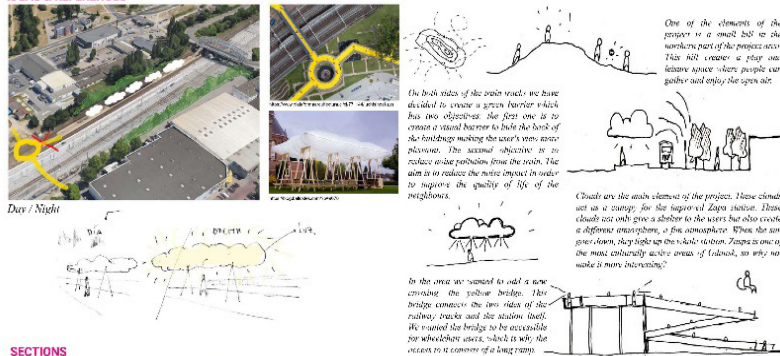 Day / Night
SECTIONS
One of the elements of the
project is a small hill in the
northern part of the project area.
This hill creates a play and
leisure space where people can
gather and enjoy the open air.
On both sides of the train tracks we have
decided to create a green barrier which
has two objectives: the first one is to
create a visual barrier to hide the back of
the buildings making the user's view more
pleasant. The second objective is to
reduce noise pollution from the train. The
aim is to reduce the noise impact in order
to improve the quality of life of the
neighbours.
Clouds are the main element of the project. These clouds
act as a canopy, for the improved Zapa station. These
clouds not only give a shelter to the users but also create
a different atmosphere, a fun atmosphere. When the sun
goes down, they light up the whole station. Zaspa is one of
the most culturally active areas of Gdansk, so why not
make it more interesting?
In the area we wanted to add a new
crossing the yellow bridge. This
bridge connects the two sides of the
railway tracks and the station itself.
We wanted the bridge to be accessible
for wheelchair users, which is why the
access to it consists of a long ramp.